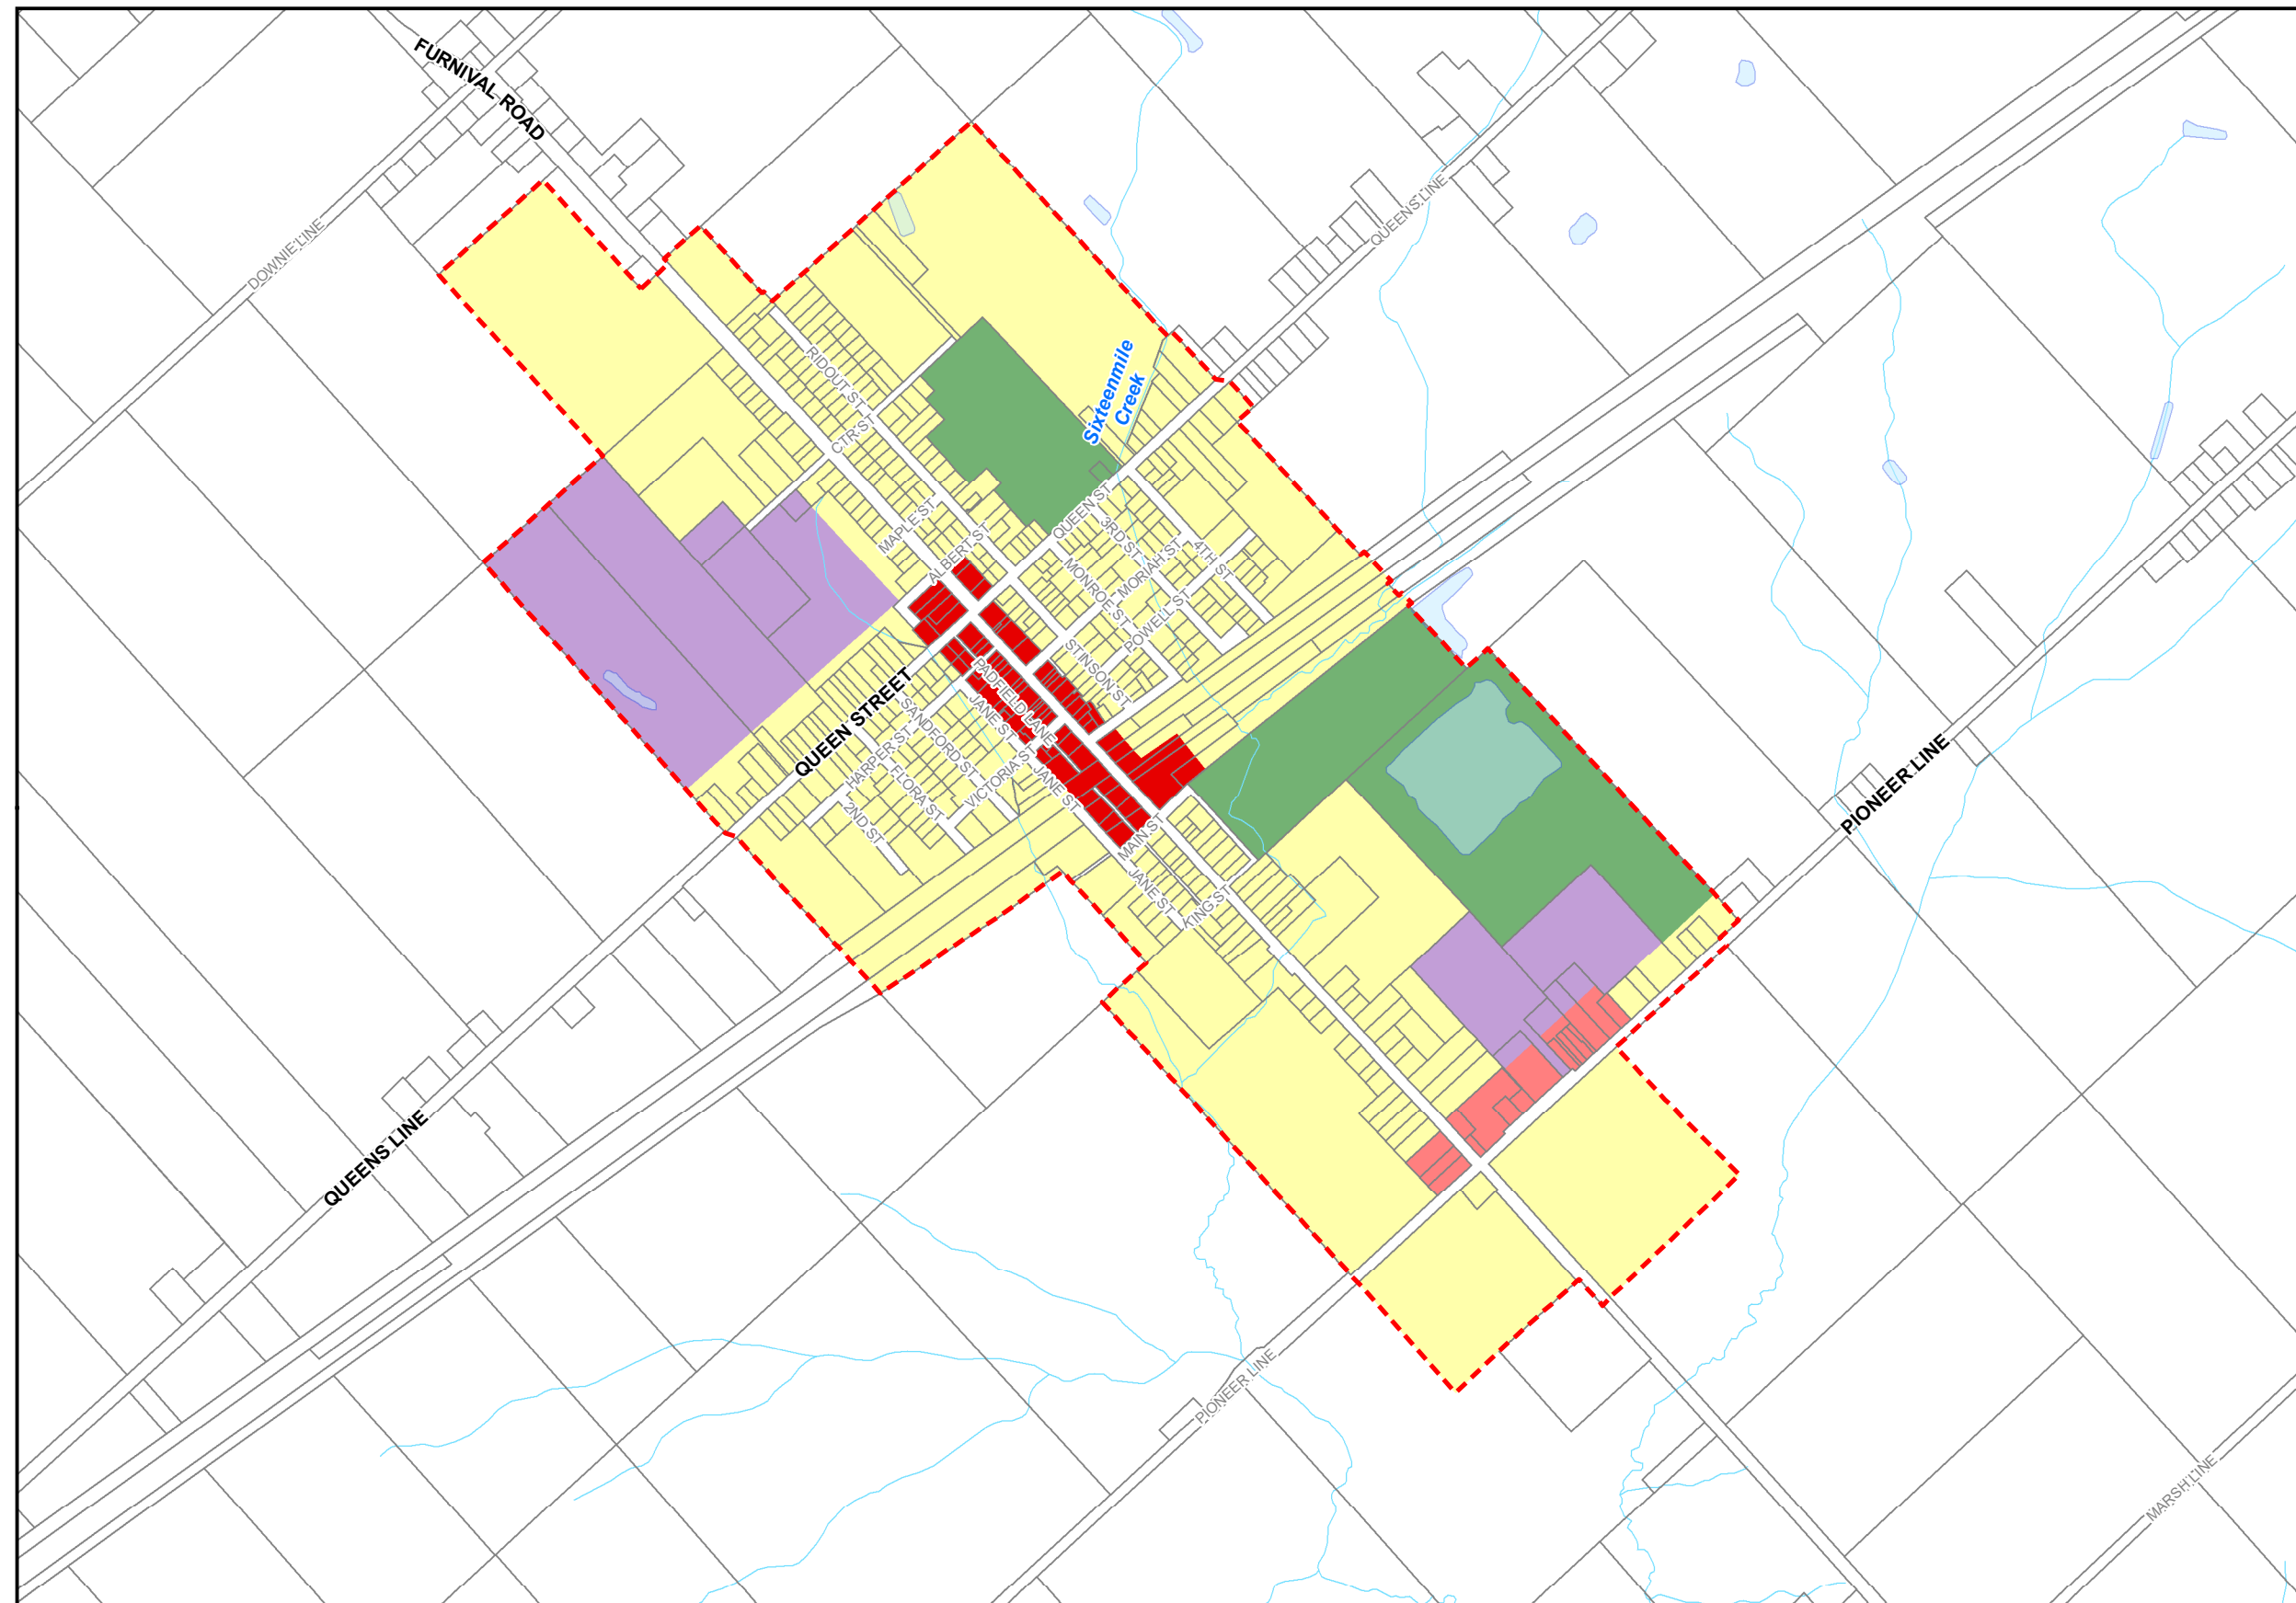 FURNIVAL ROAD
DOWNIE LINE
QUEENS LINE
RIDOUT ST
CTR ST
Sixteenmile
Creek
MAPLE ST
ALBERT ST
QUEEN ST
3RD ST
4TH ST
MORIAH ST
MONROE ST
POWELL ST
STINSON ST
QUEEN STREET
PADFIELD LANE
JANE ST
SANDFORD ST
HARPER ST
FLORA ST
VICTORIA ST
JANE ST
2ND ST
MAIN ST
JANE ST
KING ST
PIONEER LINE
QUEENS LINE
PIONEER LINE
MARSH LINE